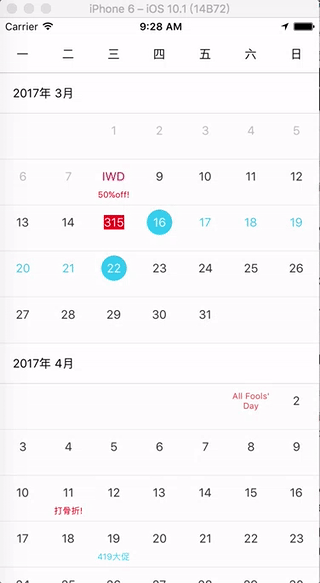 iPhone 6 – iOS 10.1 (14B72)
Carrier 9:28 AM
一 二 三 四 五 六 日
2017年 3月
1 2 3 4 5
6 7 IWD 9 10 11 12
50%off!
13 14 315 16 17 18 19
20 21 22 23 24 25 26
27 28 29 30 31
2017年 4月
All Fools'
Day 2
3 4 5 6 7 8 9
10 11 12 13 14 15 16
打骨折!
17 18 19 20 21 22 23
419大促